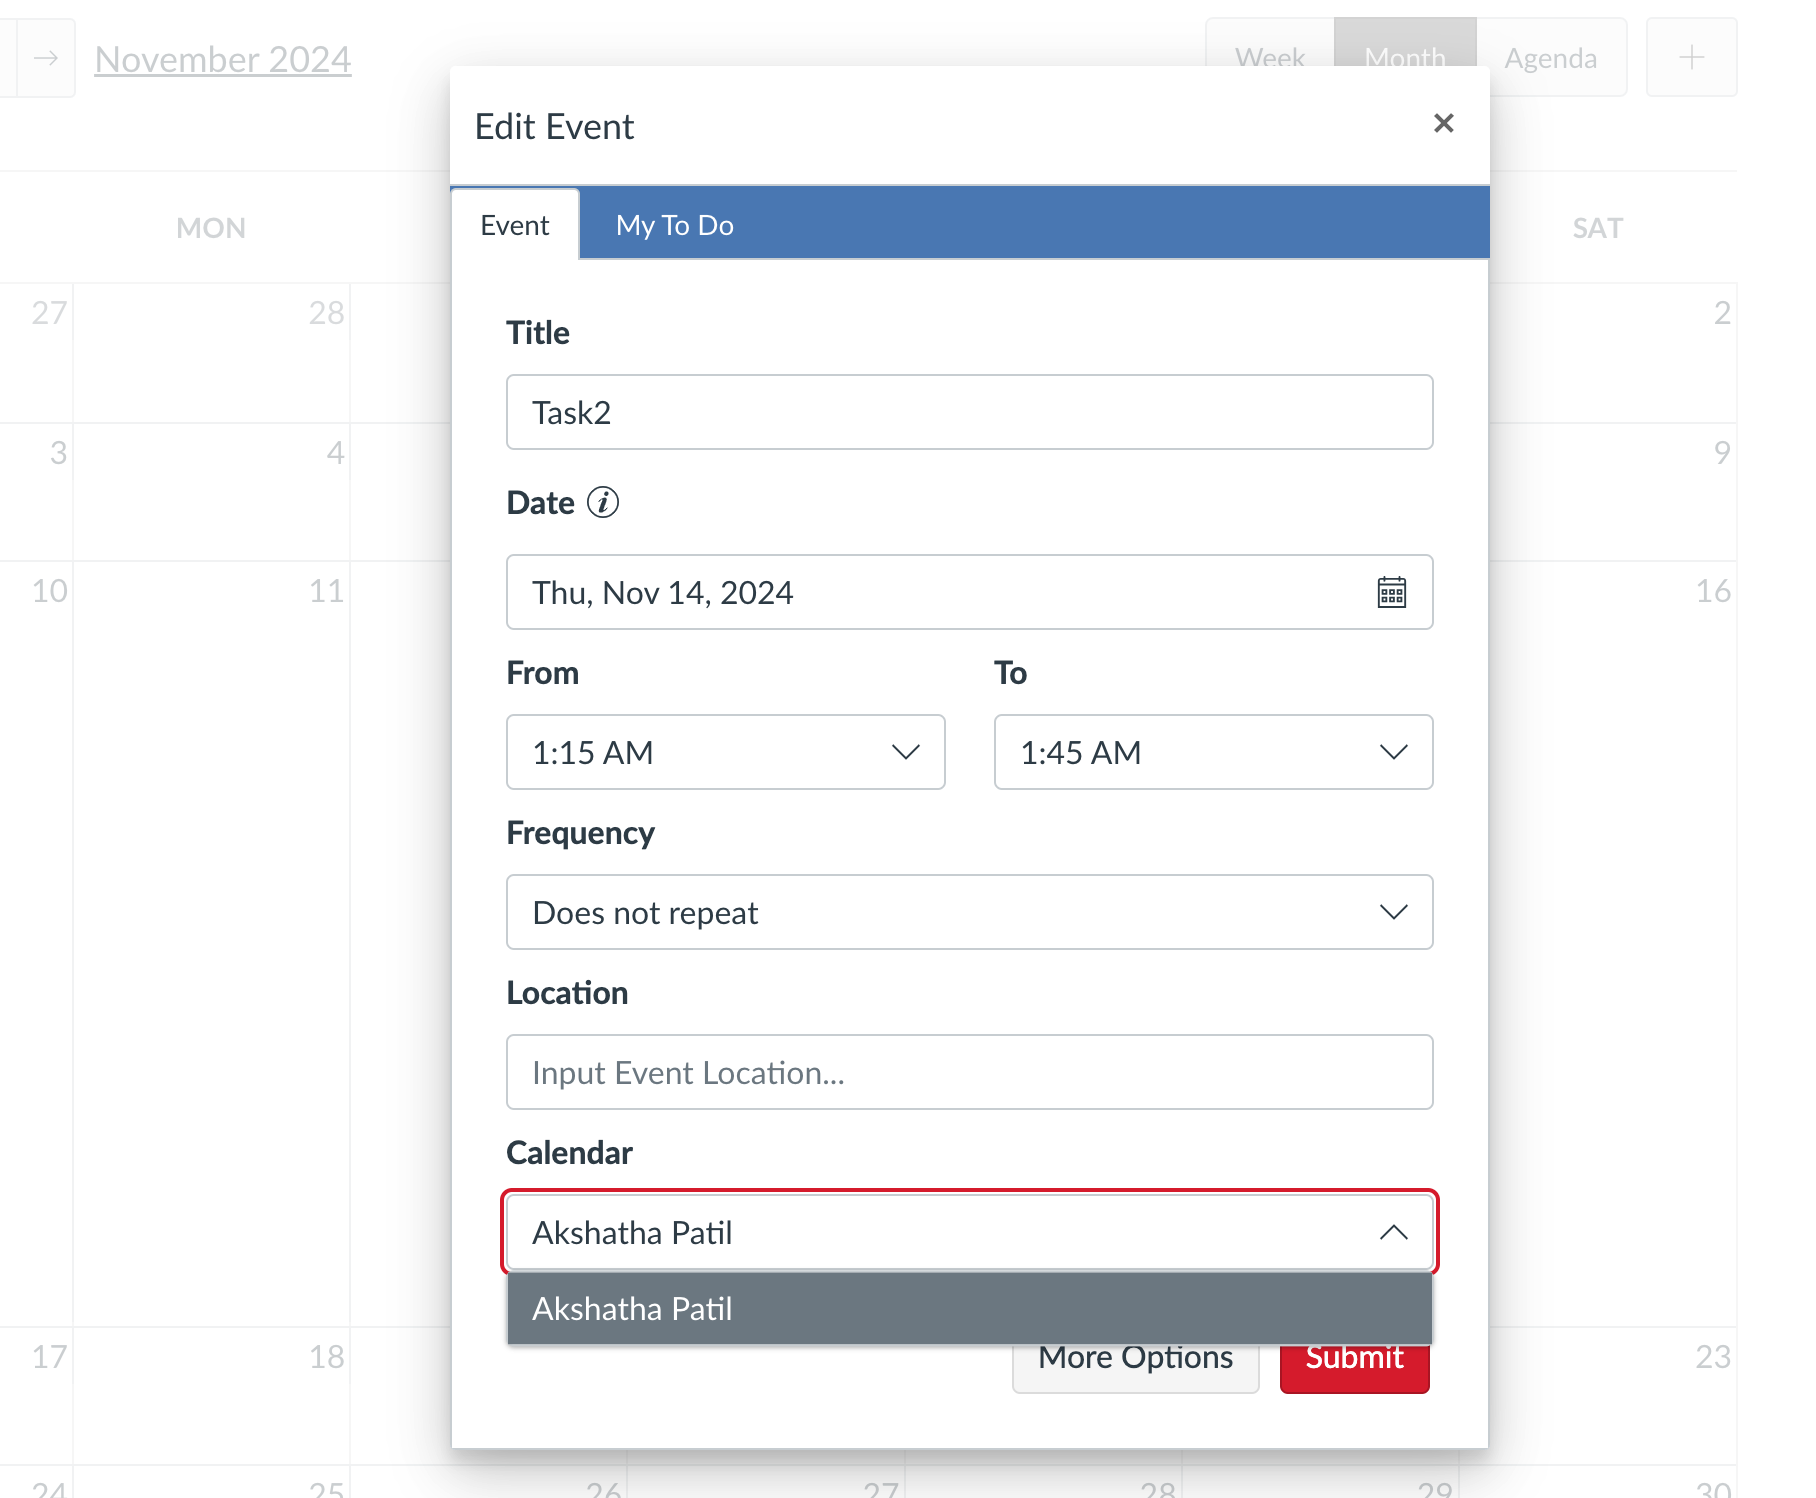 November 2024
Week Month Agenda
Edit Event
Event My To Do
MON SAT
27 28 2
Title
Task2
3 4 9
Date
10 11 16
Thu, Nov 14, 2024
From To
1:15 AM 1:45 AM
Frequency
Does not repeat
Location
Input Event Location...
Calendar
Akshatha Patil
Akshatha Patil
17 18 23
More Options Submit
24 25 26 27 28 29 30